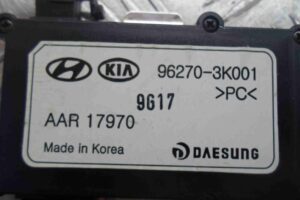 KIA 96270-3K001
9G17 >PC<
AAR 17970
Made in Korea DAESUNG